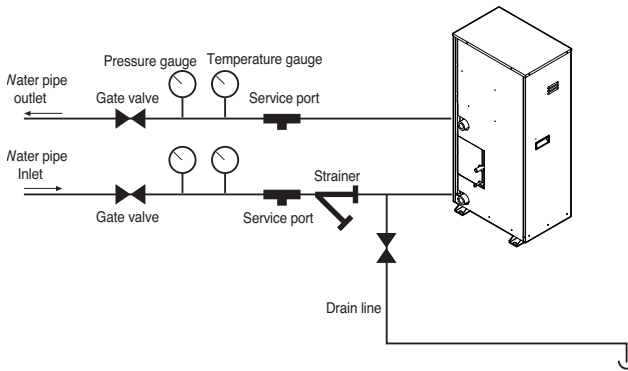 Pressure gauge
Temperature gauge
Water pipe
outlet
Gate valve
Service port
Water pipe
Inlet
Strainer
Gate valve
Service port
Drain line